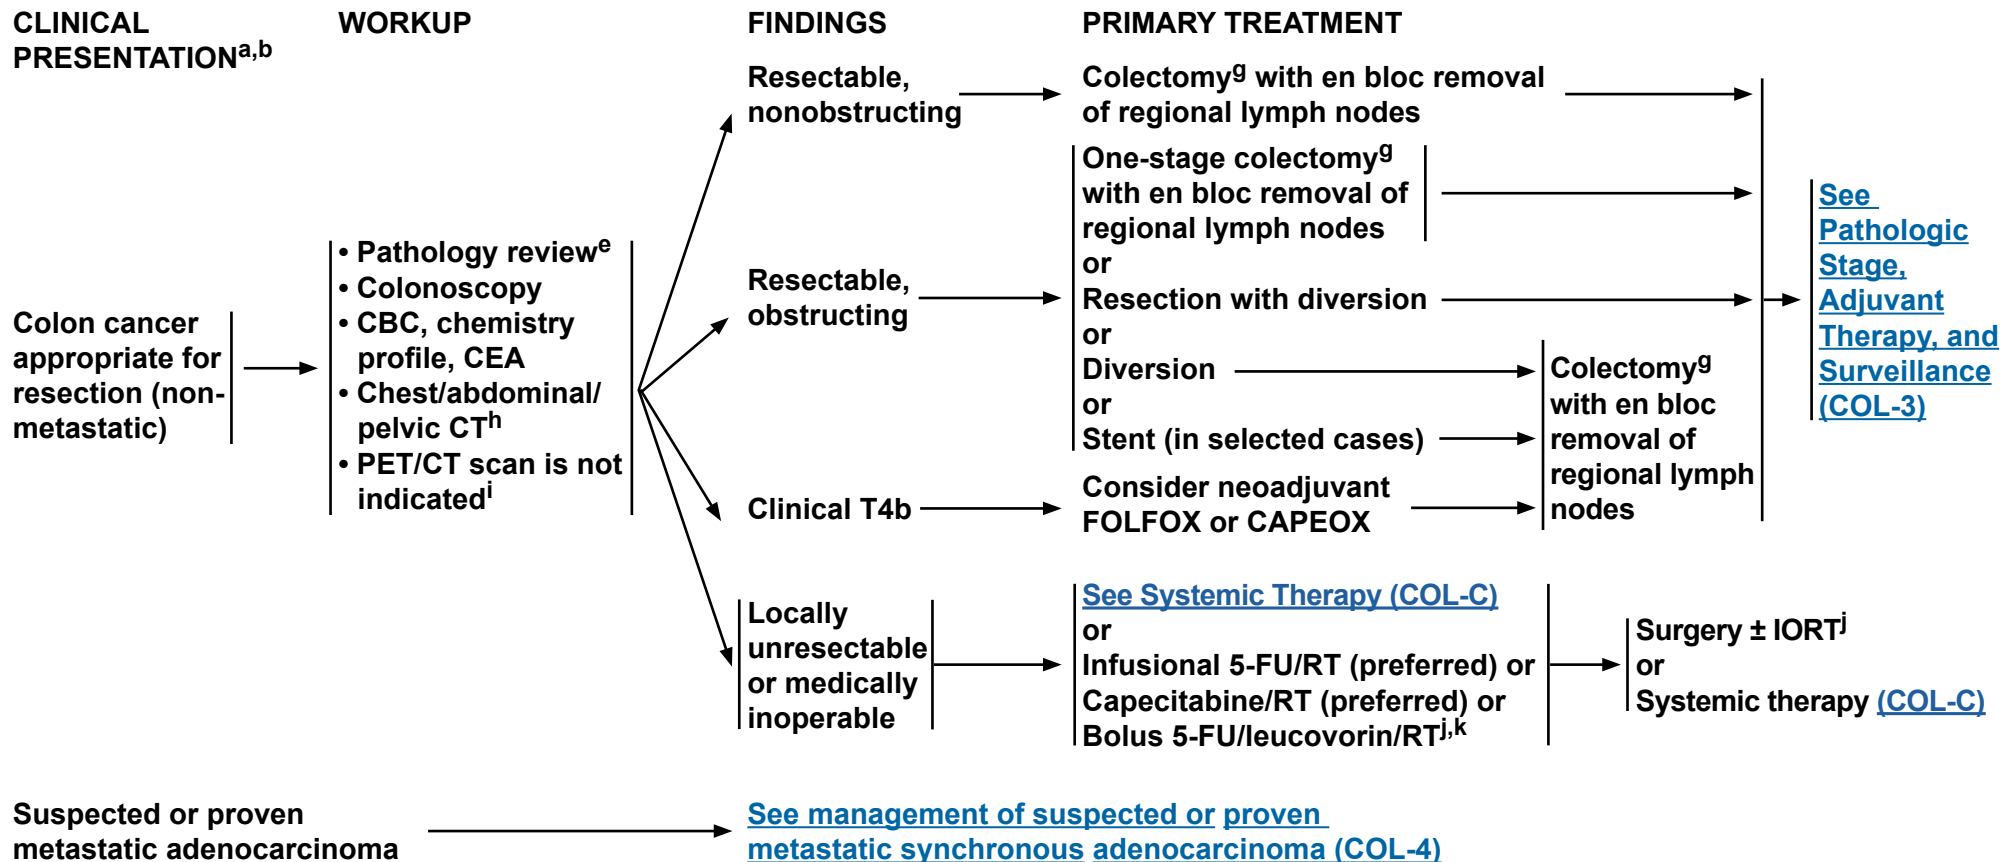 CLINICAL
PRESENTATIONa,b
WORKUP
FINDINGS
PRIMARY TREATMENT
Colon cancer
appropriate for
resection (non-
metastatic)
• Pathology reviewe
• Colonoscopy
• CBC, chemistry
profile, CEA
• Chest/abdominal/
pelvic CTh
• PET/CT scan is not
indicatedi
Resectable,
nonobstructing
Colectomyg with en bloc removal
of regional lymph nodes
Resectable,
obstructing
One-stage colectomyg
with en bloc removal of
regional lymph nodes
or
Resection with diversion
or
Diversion
or
Stent (in selected cases)
Clinical T4b
Consider neoadjuvant
FOLFOX or CAPEOX
Colectomyg
with en bloc
removal of
regional lymph
nodes
See
Pathologic
Stage,
Adjuvant
Therapy, and
Surveillance
(COL-3)
Locally
unresectable
or medically
inoperable
See Systemic Therapy (COL-C)
or
Infusional 5-FU/RT (preferred) or
Capecitabine/RT (preferred) or
Bolus 5-FU/leucovorin/RTj,k
Surgery ± IORTj
or
Systemic therapy (COL-C)
Suspected or proven
metastatic adenocarcinoma
See management of suspected or proven
metastatic synchronous adenocarcinoma (COL-4)